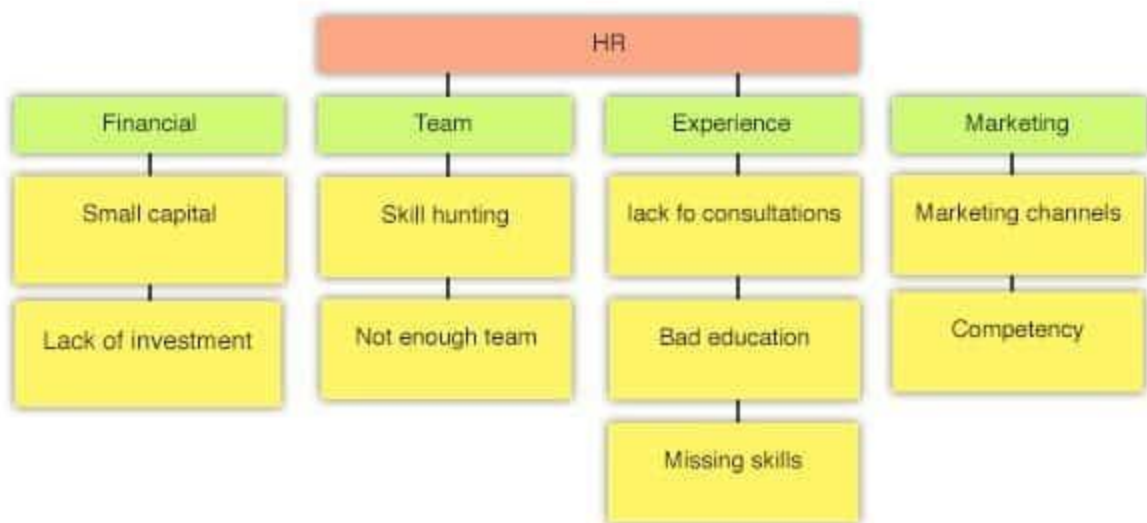 HR
Financial
Team
Experience
Marketing
Small capital
Skill hunting
lack fo consultations
Marketing channels
Lack of investment
Not enough team
Bad education
Competency
Missing skills